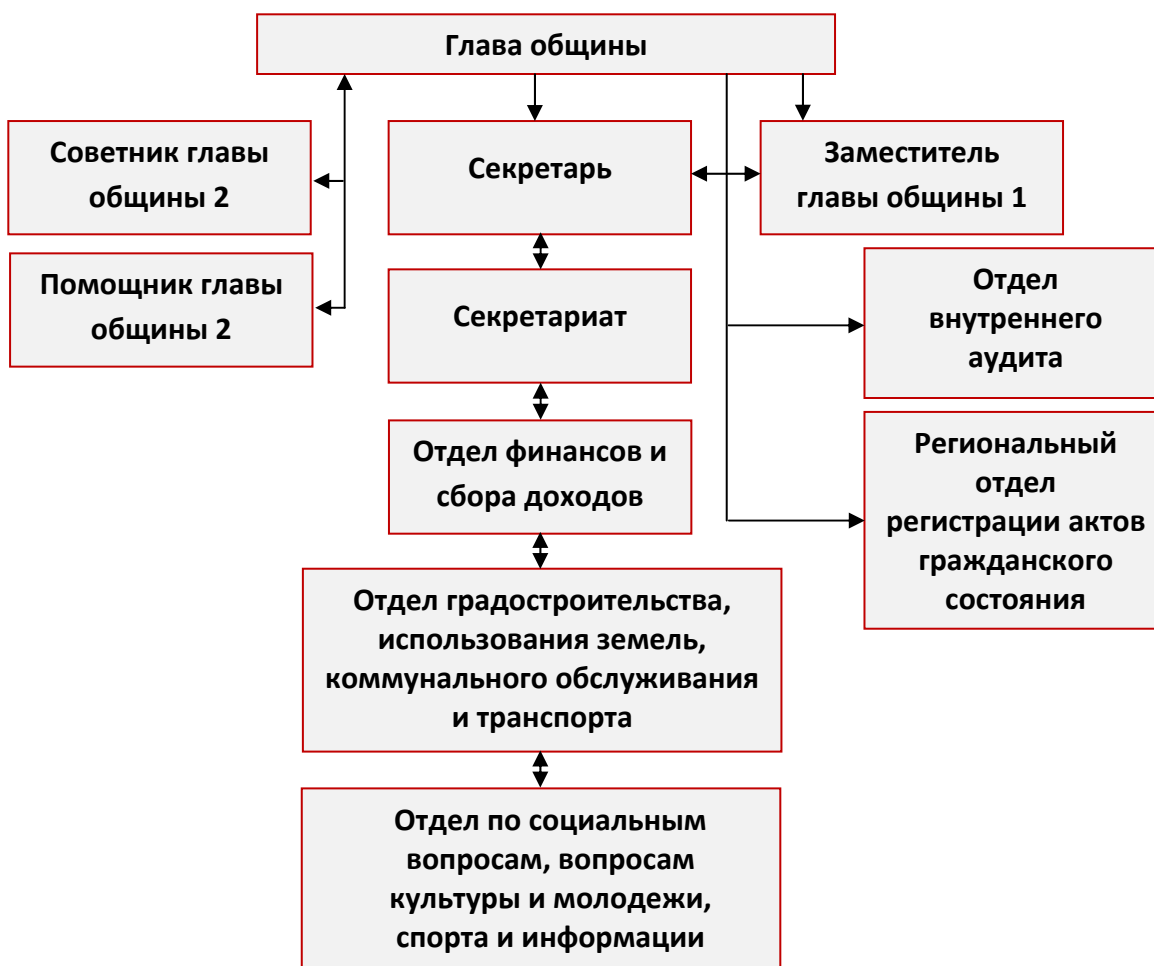 Глава общины
Советник главы
общины 2
Секретарь
Заместитель
главы общины 1
Помощник главы
общины 2
Секретариат
Отдел
внутреннего
аудита
Отдел финансов и
сбора доходов
Региональный
отдел
регистрации актов
гражданского
состояния
Отдел градостроительства,
использования земель,
коммунального обслуживания
и транспорта
Отдел по социальным
вопросам, вопросам
культуры и молодежи,
спорта и информации